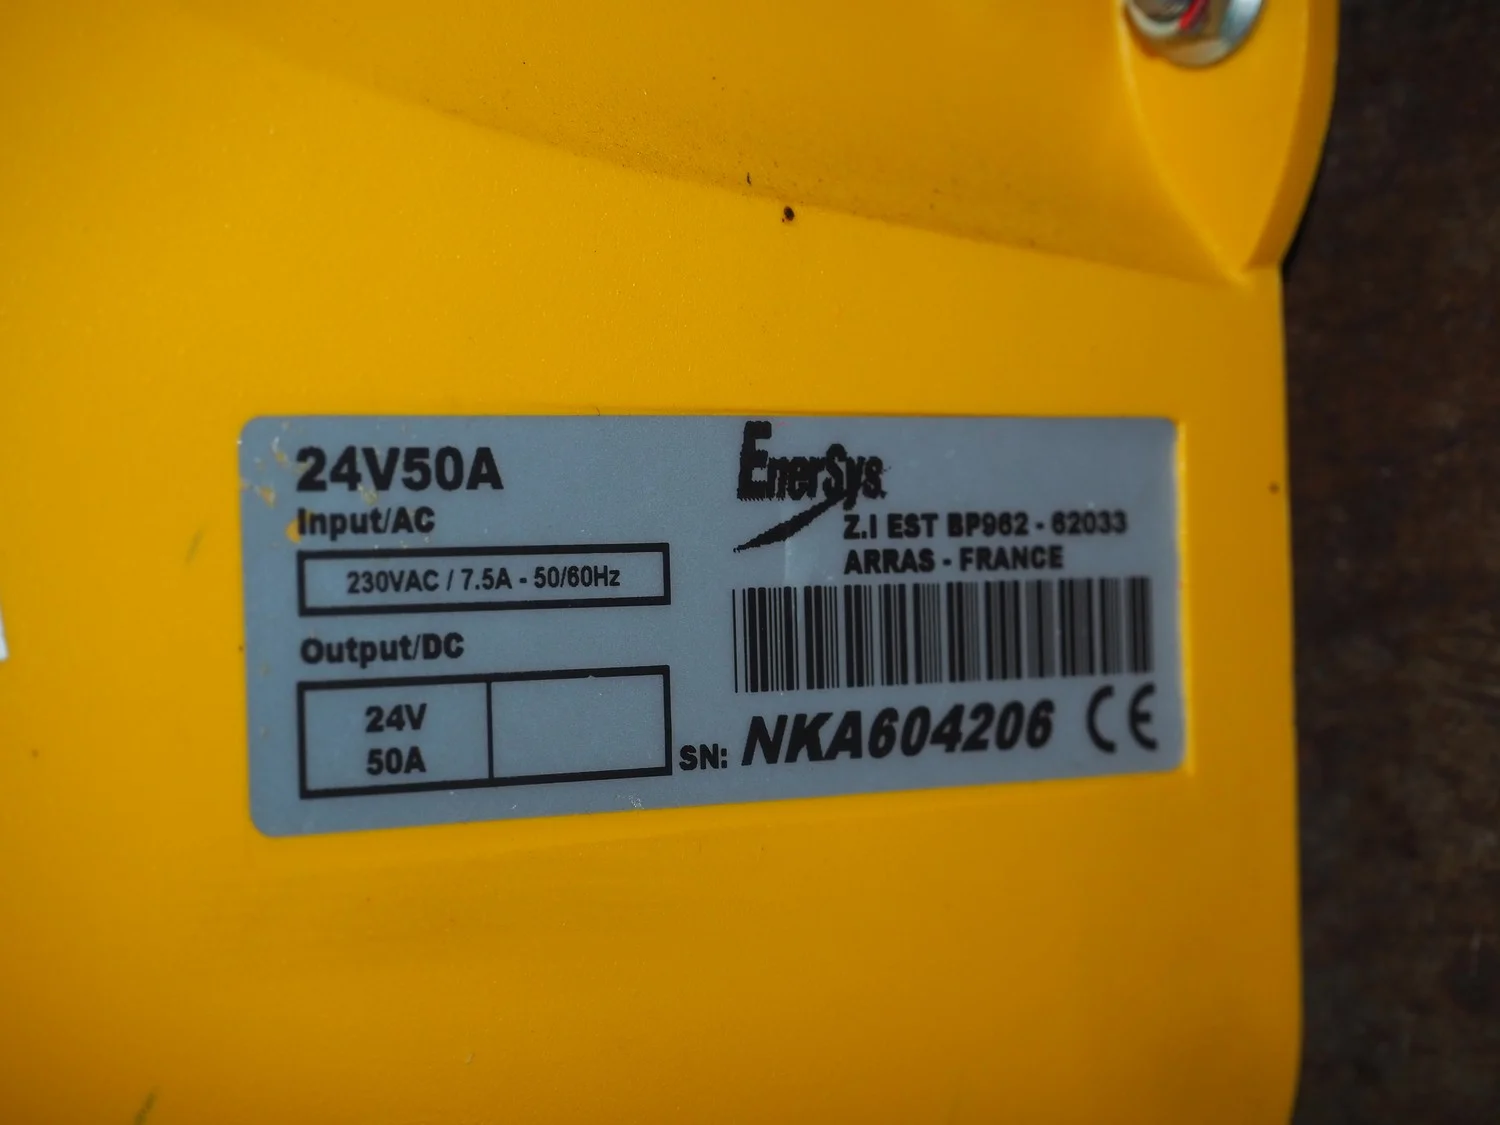 24V50A
Input/AC
230VAC / 7.5A - 50/60Hz
Output/DC
24V
50A
EnerSys.
Z.I EST BP962 - 62033
ARRAS - FRANCE
SN: NKA604206 CE